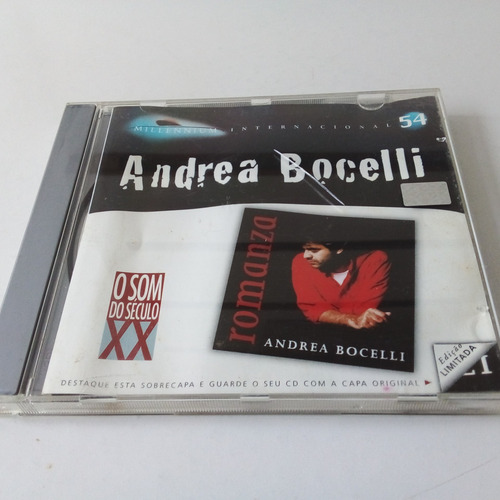 MILLENNIUM INTERNACIONAL 54
Andrea Bocelli
romanza
ANDREA BOCELLI
O SOM
DO SÉCULO
XX
Edição
LIMITADA
DESTAQUE ESTA SOBRECAPA E GUARDE O SEU CD COM A CAPA ORIGINAL